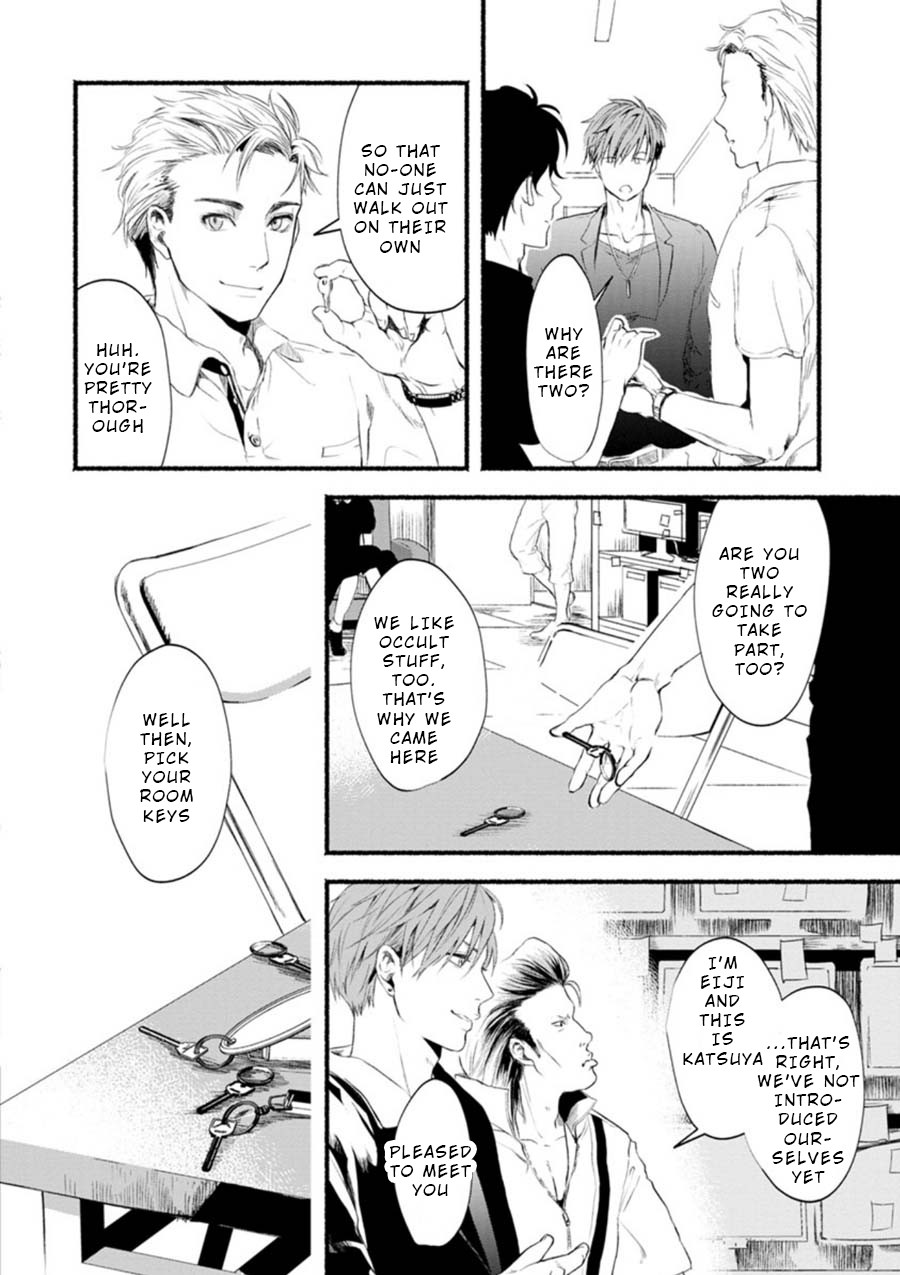 WHY
ARE
THERE
TWO?
SO THAT
NO-ONE
CAN JUST
WALK OUT
ON THEIR
OWN
HUH.
YOU'RE
PRETTY
THOR-
OUGH
ARE YOU
TWO
REALLY
GOING TO
TAKE
PART,
TOO?
WE LIKE
OCCULT
STUFF,
TOO.
THAT'S
WHY WE
CAME
HERE
...THAT'S
RIGHT,
WE'VE NOT
INTRO-
DUCED
OUR-
SELVES
YET
I'M
EIJI
AND
THIS
IS
KATSUYA
PLEASED
TO MEET
YOU
WELL
THEN,
PICK
YOUR
ROOM
KEYS